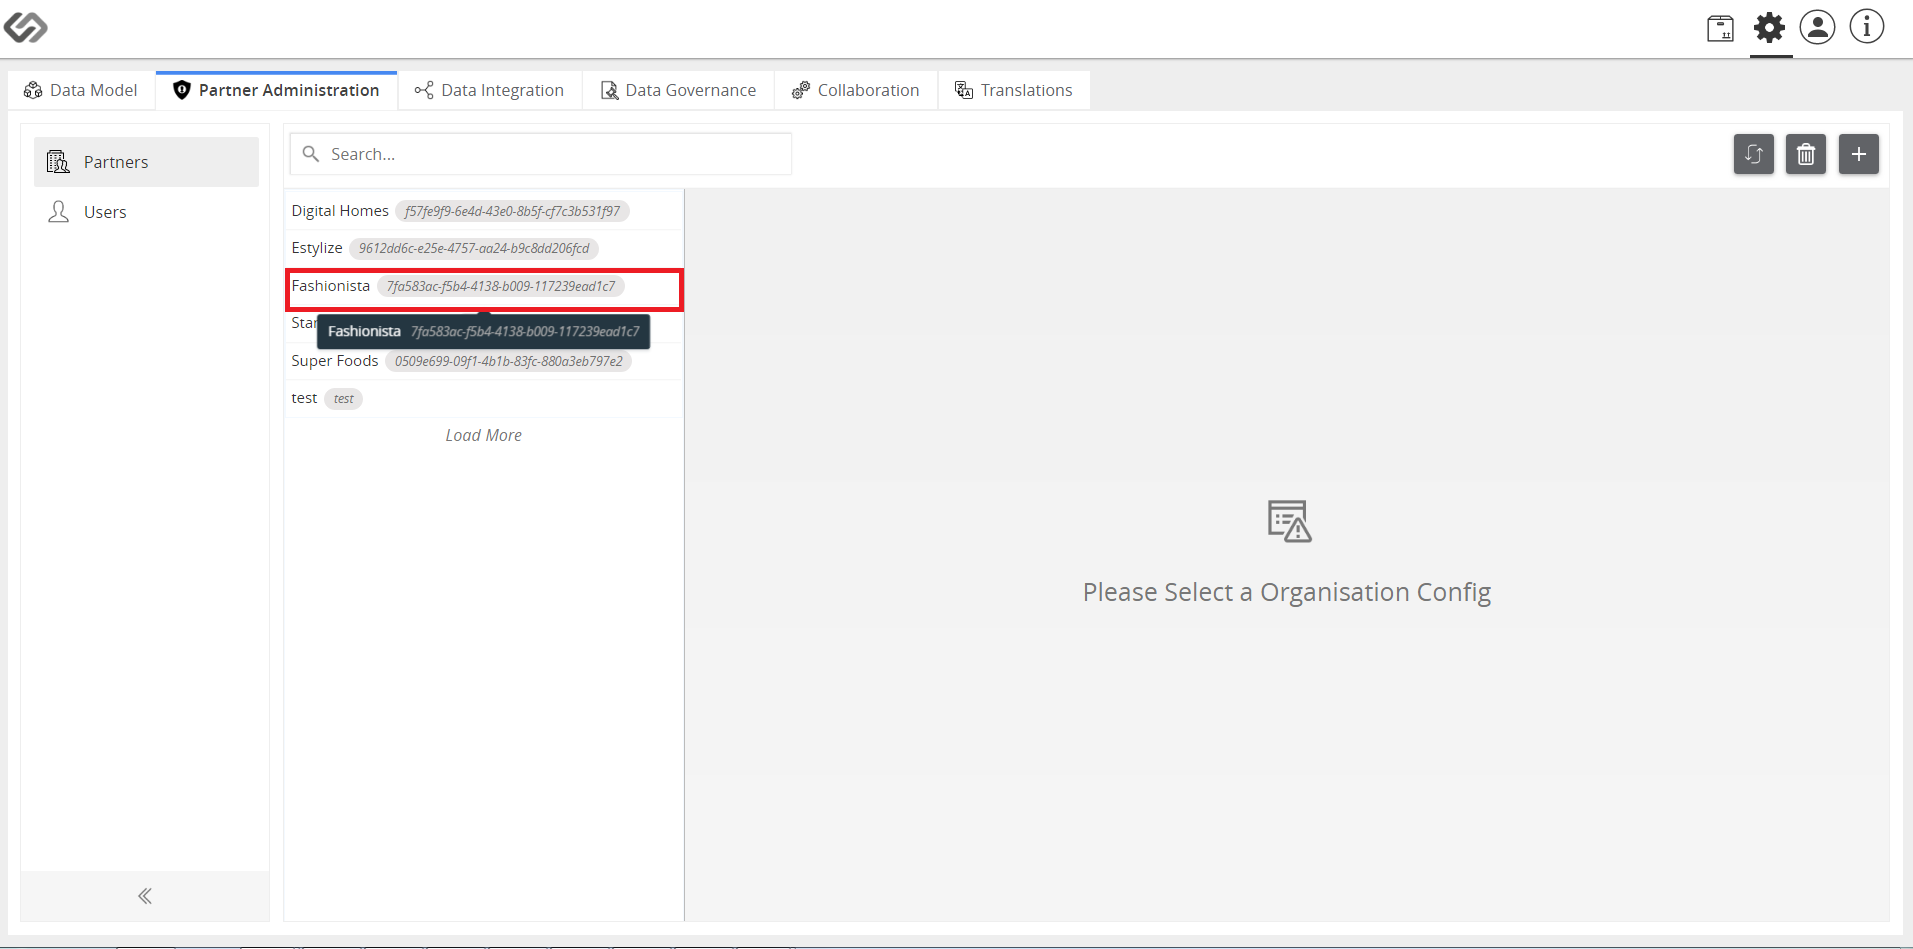 Data Model
Partner Administration
Data Integration
Data Governance
Collaboration
Translations
Partners
Users
Search...
Digital Homes f57fe9f9-6e4d-43e0-8b5f-cf7c3b531f97
Estylize 9612dd6c-e25e-4757-aa24-b9c8dd206fcd
Fashionista 7fa583ac-f5b4-4138-b009-117239ead1c7
Fashionista 7fa583ac-f5b4-4138-b009-117239ead1c7
Super Foods 0509e699-09f1-4b1b-83fc-880a3eb797e2
test test
Load More
Please Select a Organisation Config